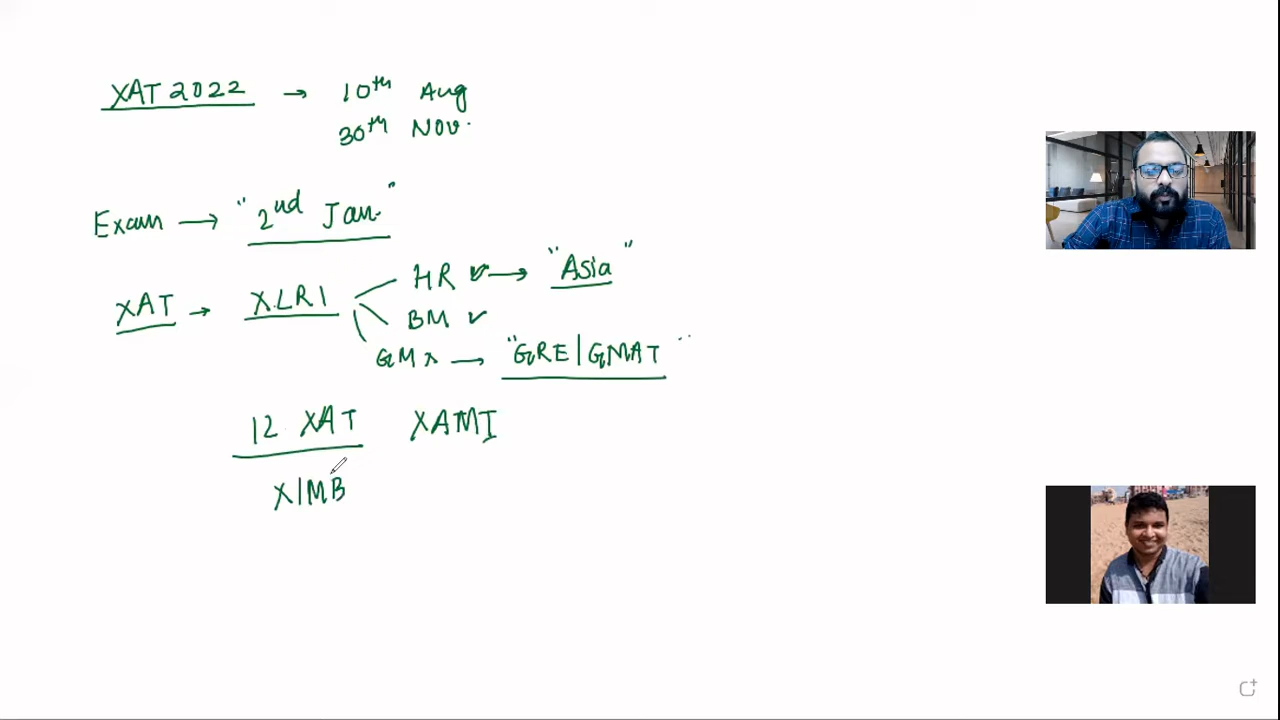 XAT 2022 → 10th Aug
30th Nov.
Exam → "2nd Jan"
HR ✓ → "Asia"
XAT → XLRI
BM ✓
GM x → "GRE|GMAT"
12 XAT XAMI
XIMB